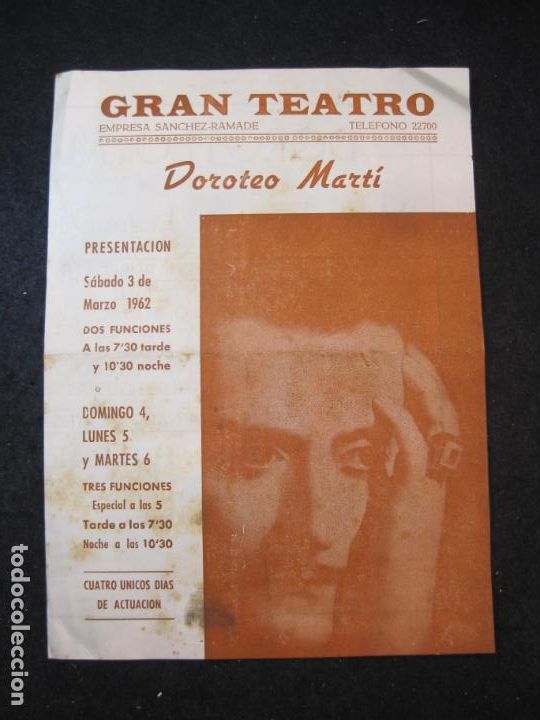 GRAN TEATRO
EMPRESA SANCHEZ-RAMADE TELEFONO 22700
Doroteo Martí
PRESENTACION
Sábado 3 de
Marzo 1962
DOS FUNCIONES
A las 7'30 tarde
y 10'30 noche
o
DOMINGO 4,
LUNES 5
y MARTES 6
TRES FUNCIONES
Especial a las 5
Tarde a las 7'30
Noche a las 10'30
CUATRO UNICOS DIAS
DE ACTUACION
todocoleccion